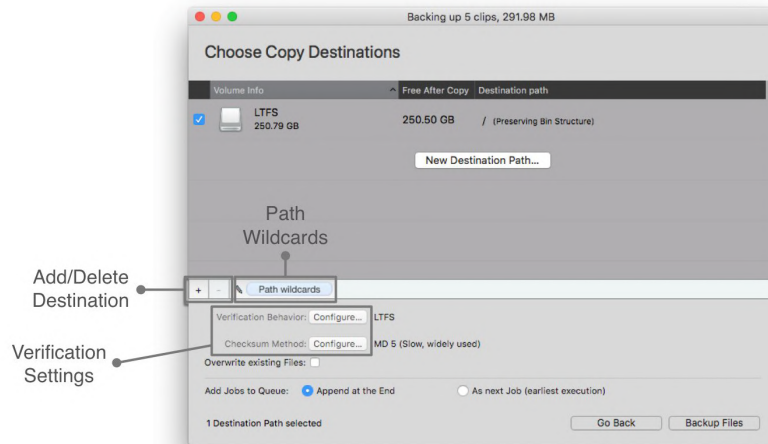 Backing up 5 clips, 291.98 MB
Choose Copy Destinations
Volume Info Free After Copy Destination path
LTFS
250.79 GB 250.50 GB / (Preserving Bin Structure)
New Destination Path...
Path
Wildcards
Add/Delete
Destination
+ - Path wildcards
Verification Behavior: Configure... LTFS
Verification
Settings
Checksum Method: Configure... MD 5 (Slow, widely used)
Overwrite existing Files:
Add Jobs to Queue: Append at the End As next Job (earliest execution)
1 Destination Path selected Go Back Backup Files